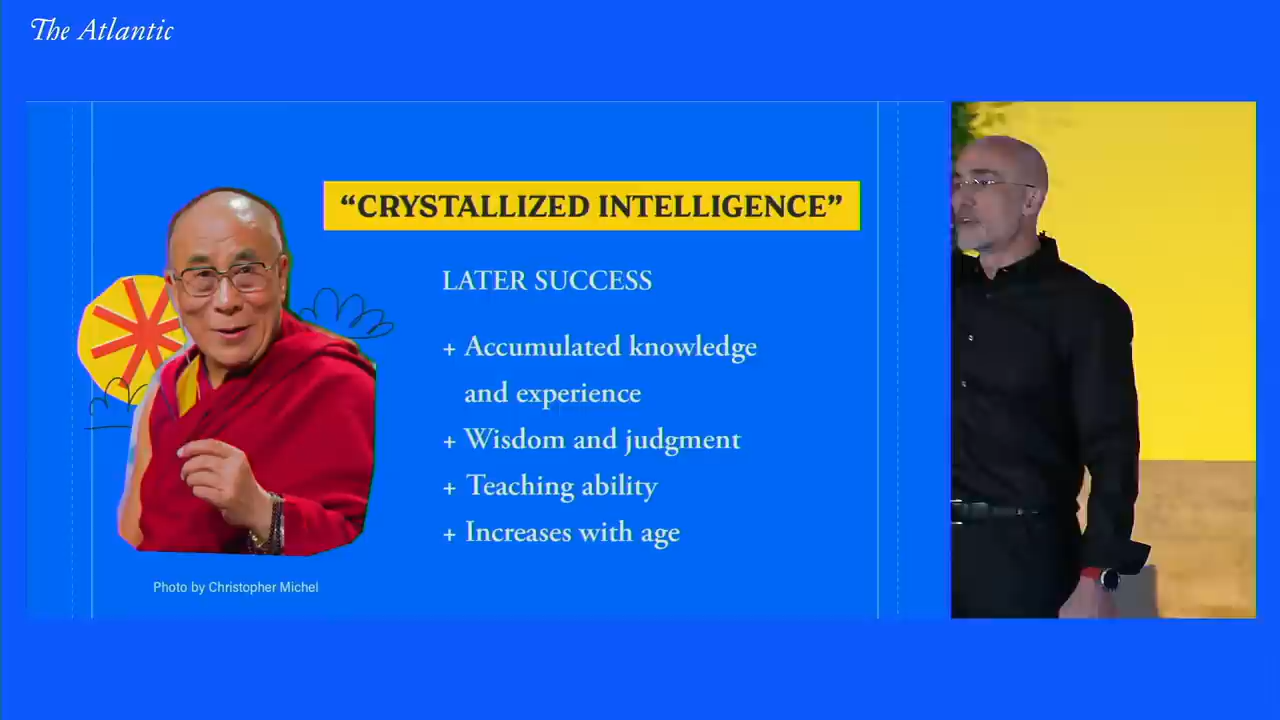 The Atlantic
“CRYSTALLIZED INTELLIGENCE”
LATER SUCCESS
+ Accumulated knowledge
and experience
+ Wisdom and judgment
+ Teaching ability
+ Increases with age
Photo by Christopher Michel